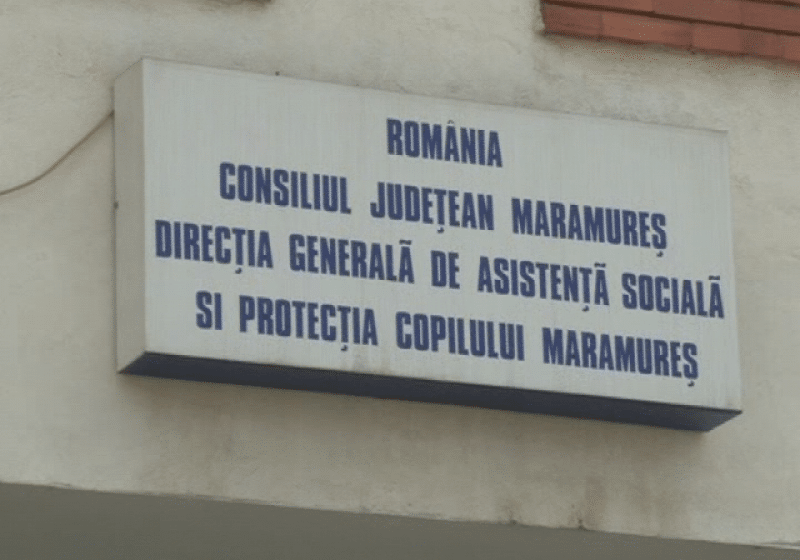 ROMÂNIA
CONSILIUL JUDEȚEAN MARAMUREȘ
DIRECȚIA GENERALĂ DE ASISTENȚĂ SOCIALĂ
SI PROTECȚIA COPILULUI MARAMUREȘ